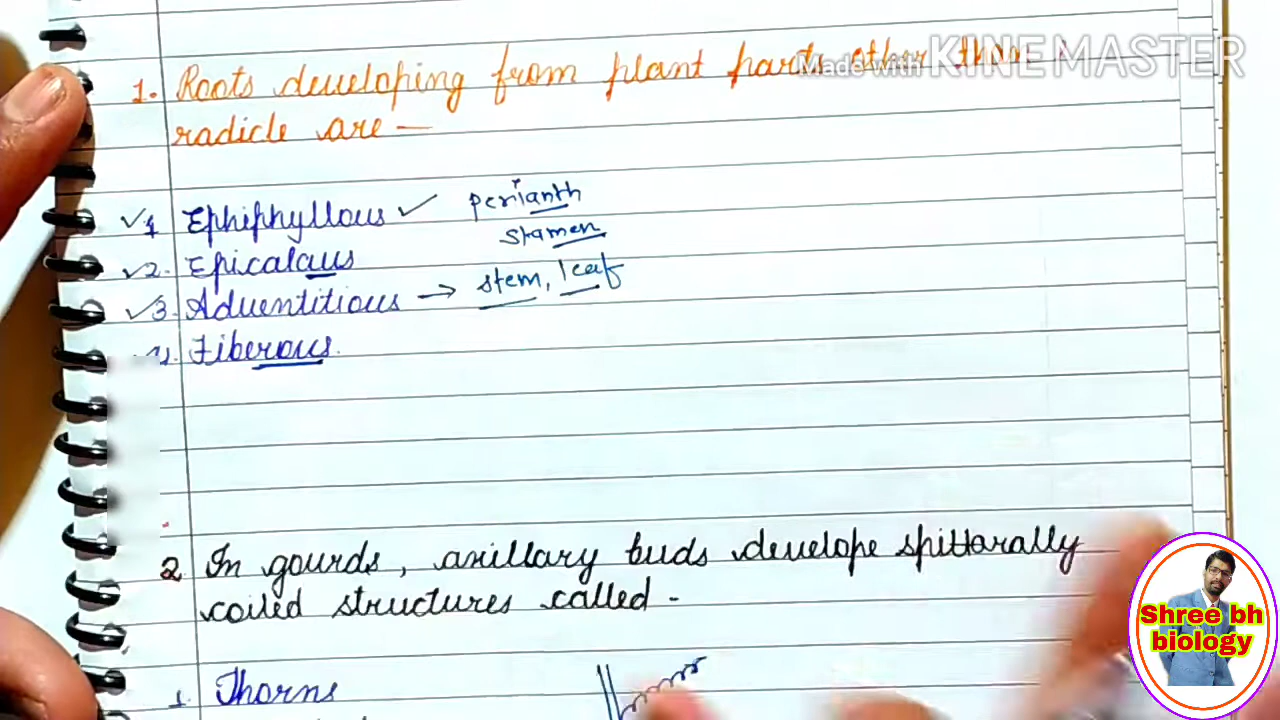 Made with KINEMASTER
1. Roots developing from plant parts other than
radicle are —
✓1. Ephiphyllous ✓ perianth
stamen
✓2. Epicalaus
✓3. Adventitious → stem, leaf
4. Fiberous.
2 In gourds, axillary buds develope spittarally
coiled structures called -
1. Thorns
Shree bh
biology